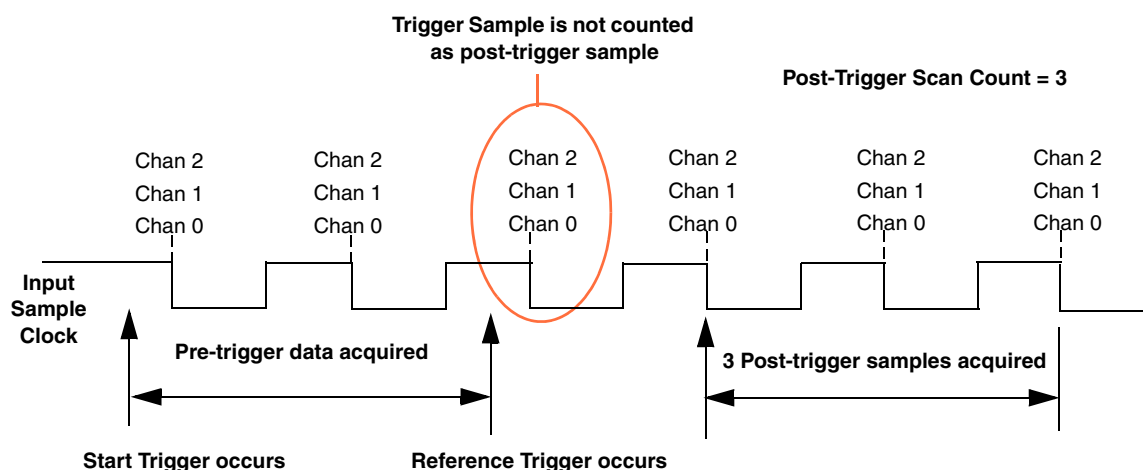 Trigger Sample is not counted
as post-trigger sample
Post-Trigger Scan Count = 3
Chan 2 Chan 2 Chan 2 Chan 2 Chan 2 Chan 2
Chan 1 Chan 1 Chan 1 Chan 1 Chan 1 Chan 1
Chan 0 Chan 0 Chan 0 Chan 0 Chan 0 Chan 0
Input
Sample
Clock
Pre-trigger data acquired
3 Post-trigger samples acquired
Start Trigger occurs
Reference Trigger occurs